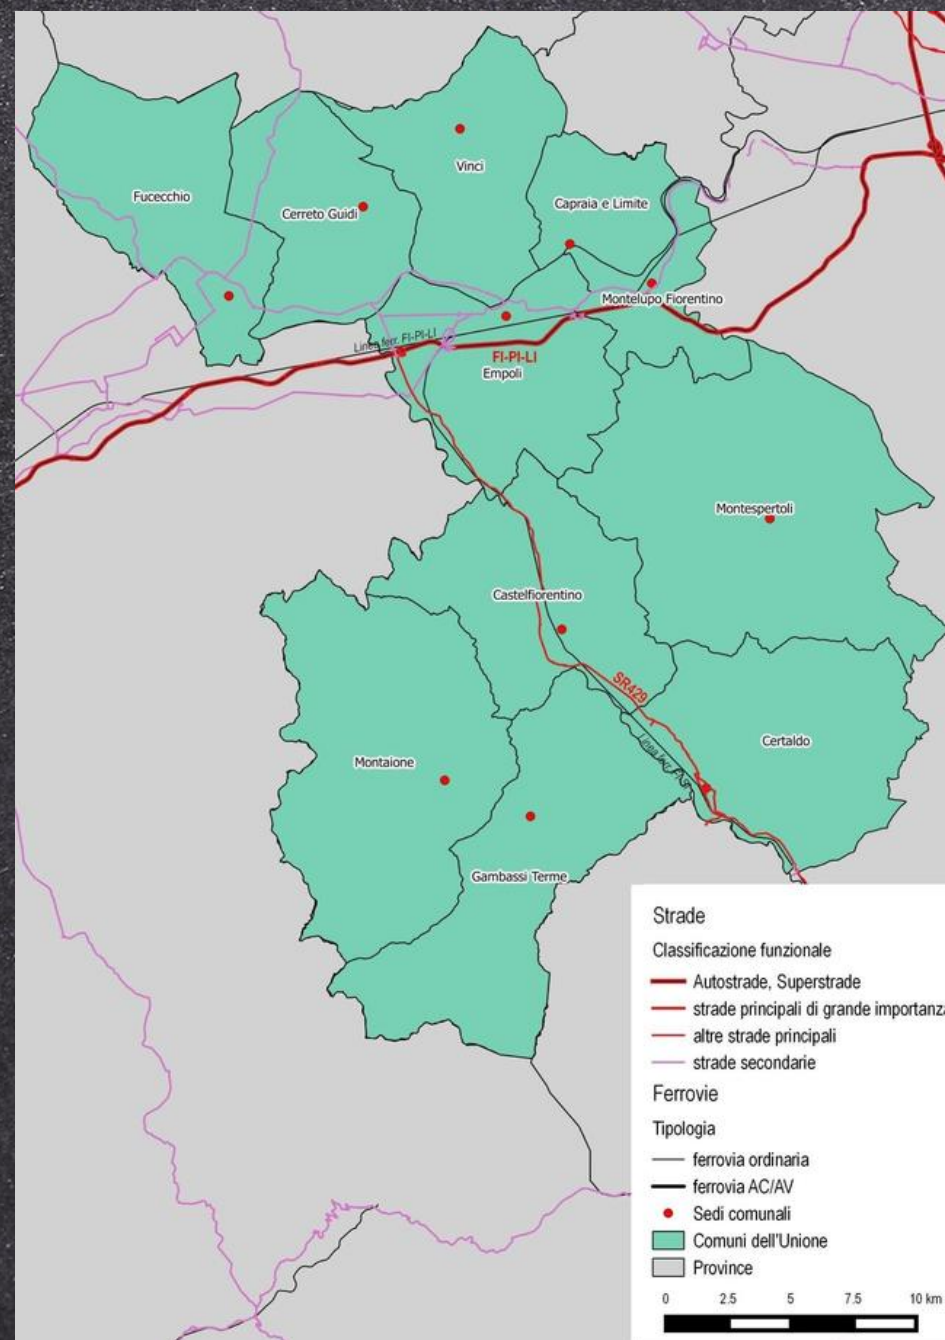 Vinci
Fucecchio
Capraia e Limite
Cerreto Guidi
Montelupo Fiorentino
Linea ferr. FI-PI-LI
FI-PI-LI
Empoli
Montespertoli
Castelfiorentino
SR429
Certaldo
Linea ferr.
Montaione
Gambassi Terme
Strade
Classificazione funzionale
Autostrade, Superstrade
strade principali di grande importanza
altre strade principali
strade secondarie
Ferrovie
Tipologia
ferrovia ordinaria
ferrovia AC/AV
Sedi comunali
Comuni dell'Unione
Province
0 2.5 5 7.5 10 km